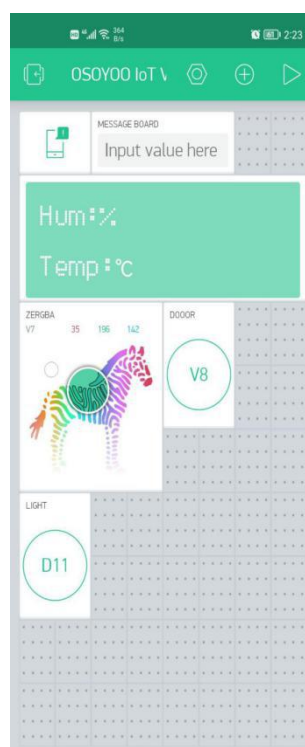 364
B/s
2:23
OSOYOO IoT
MESSAGE BOARD
Input value here
Hum:%
Temp:℃
ZERGBA
V7 35 196 142
DOOOR
V8
LIGHT
D11